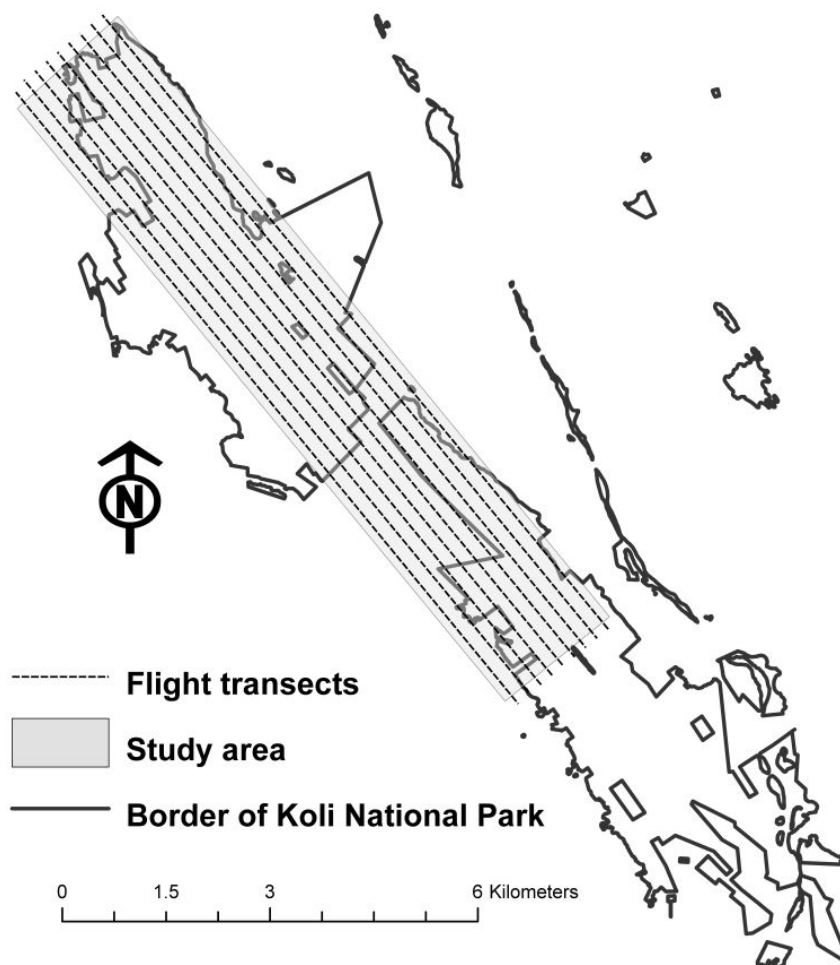 N
Flight transects
Study area
Border of Koli National Park
0 1.5 3 6 Kilometers